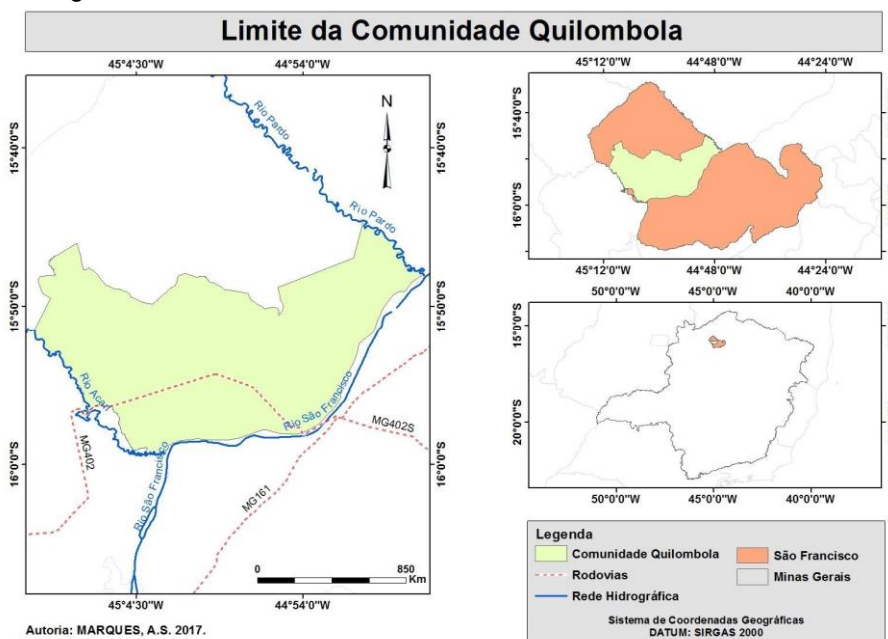 Limite da Comunidade Quilombola
45°4'30"W 44°54'0"W
15°40'0"S
15°50'0"S
16°0'0"S
N
Rio Pardo
Rio Pardo
Rio Acari
Rio São Francisco
Rio São Francisco
MG402
MG161
MG402S
0 850
Km
15°40'0"S
15°50'0"S
16°0'0"S
45°4'30"W 44°54'0"W
Autoria: MARQUES, A.S. 2017.
45°12'0"W 44°48'0"W 44°24'0"W
15°40'0"S
16°0'0"S
45°12'0"W 44°48'0"W 44°24'0"W
50°0'0"W 45°0'0"W 40°0'0"W
15°0'0"S
20°0'0"S
50°0'0"W 45°0'0"W 40°0'0"W
Legenda
Comunidade Quilombola
São Francisco
Rodovias
Minas Gerais
Rede Hidrográfica
Sistema de Coordenadas Geográficas
DATUM: SIRGAS 2000